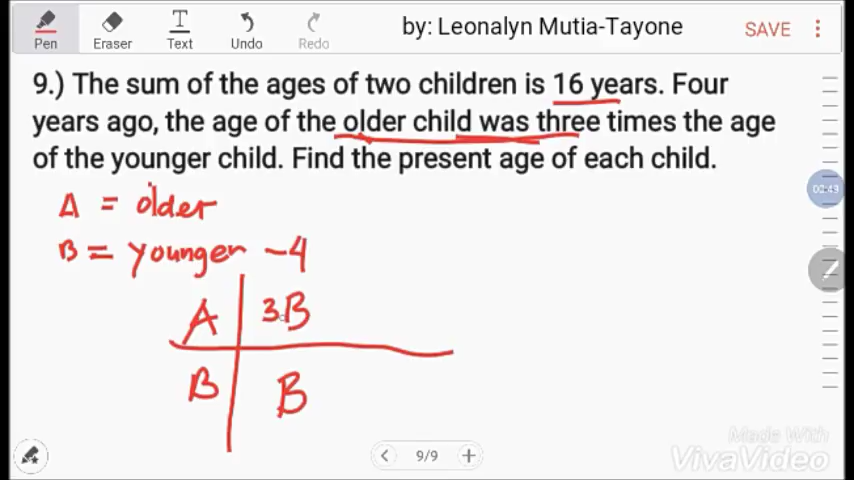 by: Leonalyn Mutia-Tayone
SAVE
Pen
Eraser
Text
Undo
Redo
9.) The sum of the ages of two children is 16 years. Four
years ago, the age of the older child was three times the age
of the younger child. Find the present age of each child.
A = older
B = younger -4
A 3B
B B
02:43
9/9
Made With
VivaVideo